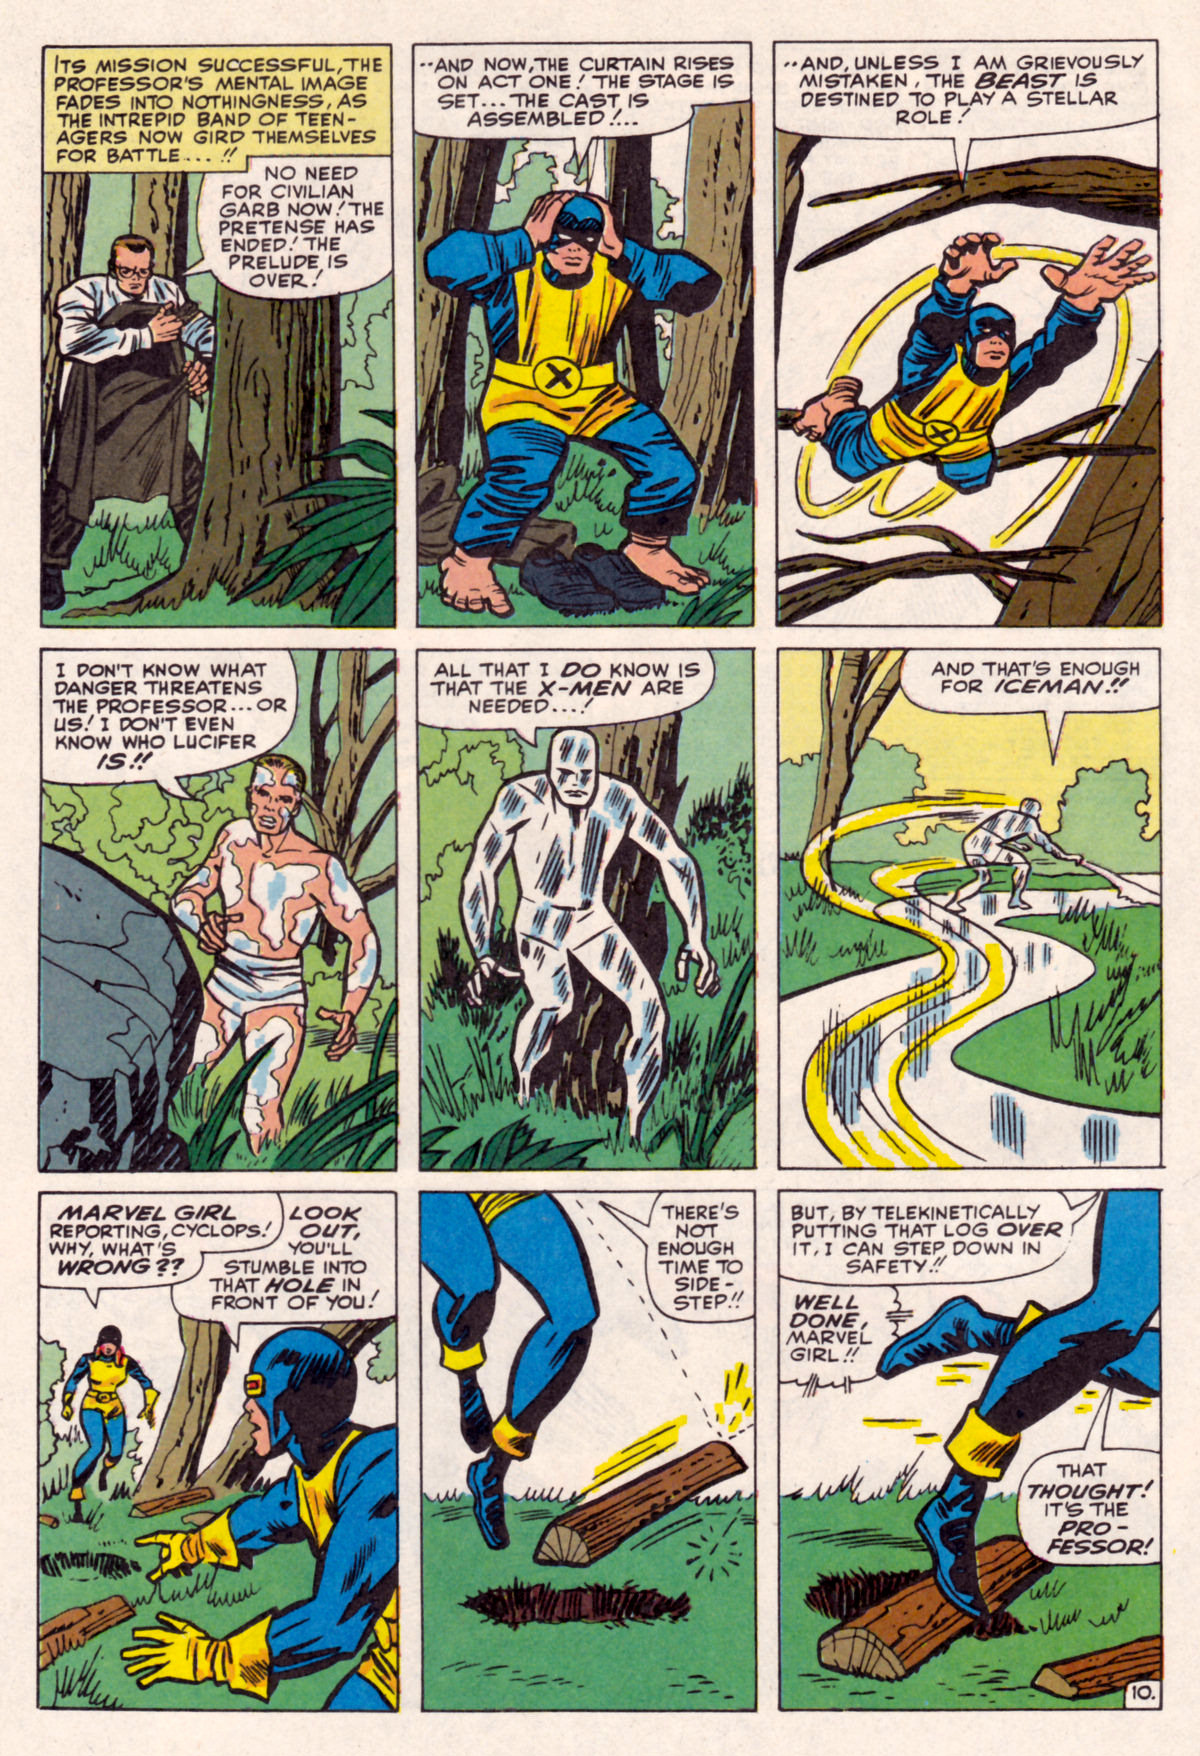 ITS MISSION SUCCESSFUL, THE
PROFESSOR'S MENTAL IMAGE
FADES INTO NOTHINGNESS, AS
THE INTREPID BAND OF TEEN-
AGERS NOW GIRD THEMSELVES
FOR BATTLE...!!
NO NEED
FOR CIVILIAN
GARB NOW! THE
PRETENSE HAS
ENDED! THE
PRELUDE IS
OVER!
..AND NOW, THE CURTAIN RISES
ON ACT ONE! THE STAGE IS
SET... THE CAST IS
ASSEMBLED!...
..AND, UNLESS I AM GRIEVOUSLY
MISTAKEN, THE BEAST IS
DESTINED TO PLAY A STELLAR
ROLE!
X
X
I DON'T KNOW WHAT
DANGER THREATENS
THE PROFESSOR... OR
US! I DON'T EVEN
KNOW WHO LUCIFER
IS!!
ALL THAT I DO KNOW IS
THAT THE X-MEN ARE
NEEDED...!
AND THAT'S ENOUGH
FOR ICEMAN!!
MARVEL GIRL
REPORTING, CYCLOPS!
WHY, WHAT'S
WRONG??
LOOK
OUT,
YOU'LL
STUMBLE INTO
THAT HOLE IN
FRONT OF YOU!
THERE'S
NOT
ENOUGH
TIME TO
SIDE-
STEP!!
BUT, BY TELEKINETICALLY
PUTTING THAT LOG OVER
IT, I CAN STEP DOWN IN
SAFETY!!
WELL
DONE,
MARVEL
GIRL!!
THAT
THOUGHT!
IT'S THE
PRO-
FESSOR!
10.